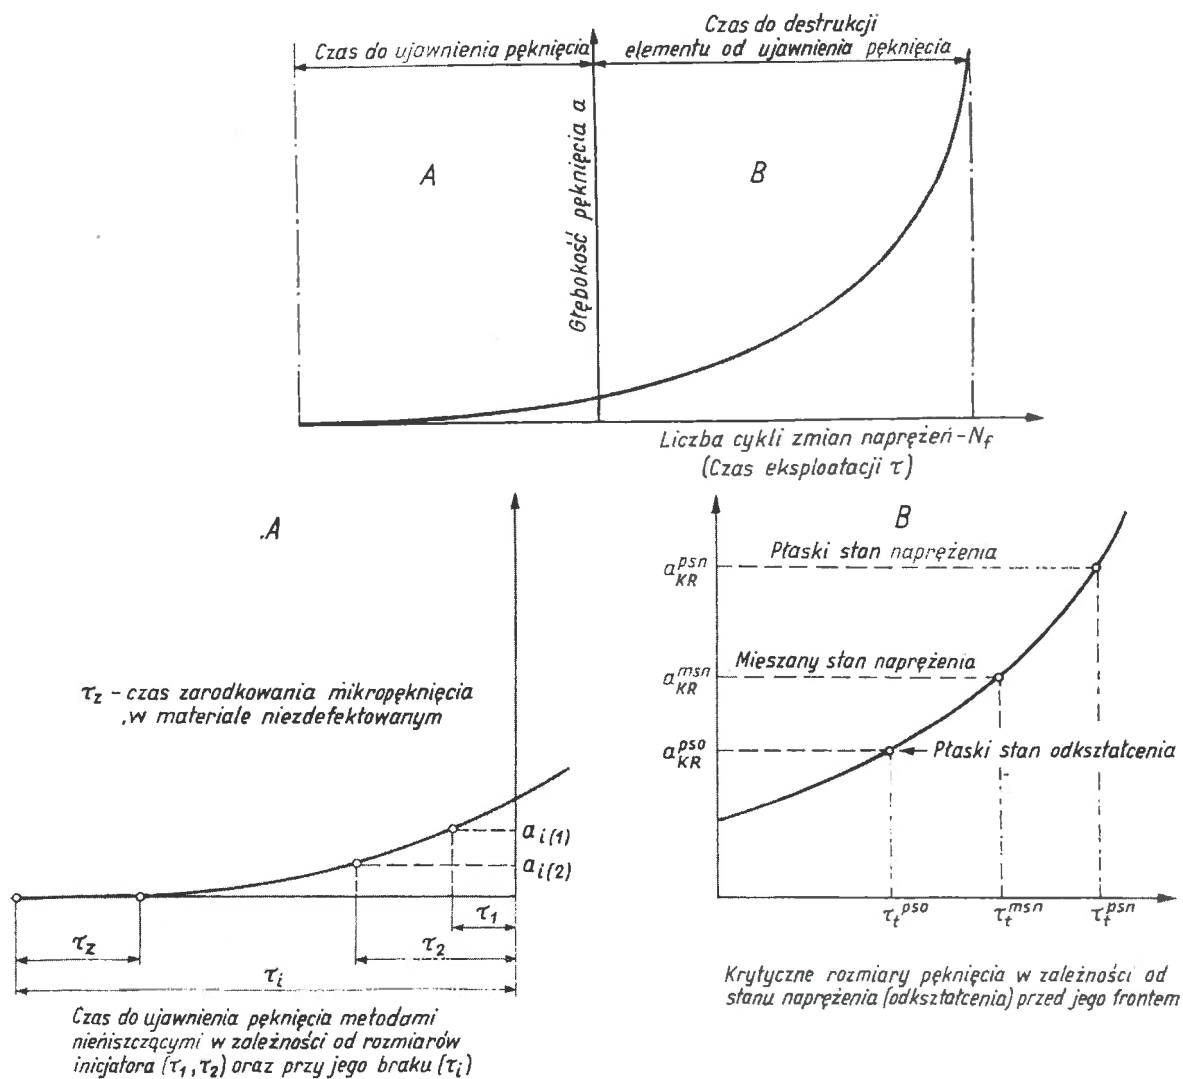 Czas do ujawnienia pęknięcia
Czas do destrukcji
elementu od ujawnienia pęknięcia
A
B
Głębokość pęknięcia a
Liczba cykli zmian naprężeń-N_f
(Czas eksploatacji τ)
A
τ_z - czas zarodkowania mikropęknięcia
w materiale niezdefektowanym
a_i(1)
a_i(2)
τ_1
τ_z
τ_2
τ_i
Czas do ujawnienia pęknięcia metodami
nieniszczącymi w zależności od rozmiarów
inicjatora (τ_1, τ_2) oraz przy jego braku (τ_i)
B
Płaski stan naprężenia
a_KR^psn
Mieszany stan naprężenia
a_KR^msn
a_KR^pso
Płaski stan odkształcenia
τ_t^pso
τ_t^msn
τ_t^psn
Krytyczne rozmiary pęknięcia w zależności od
stanu naprężenia (odkształcenia) przed jego frontem